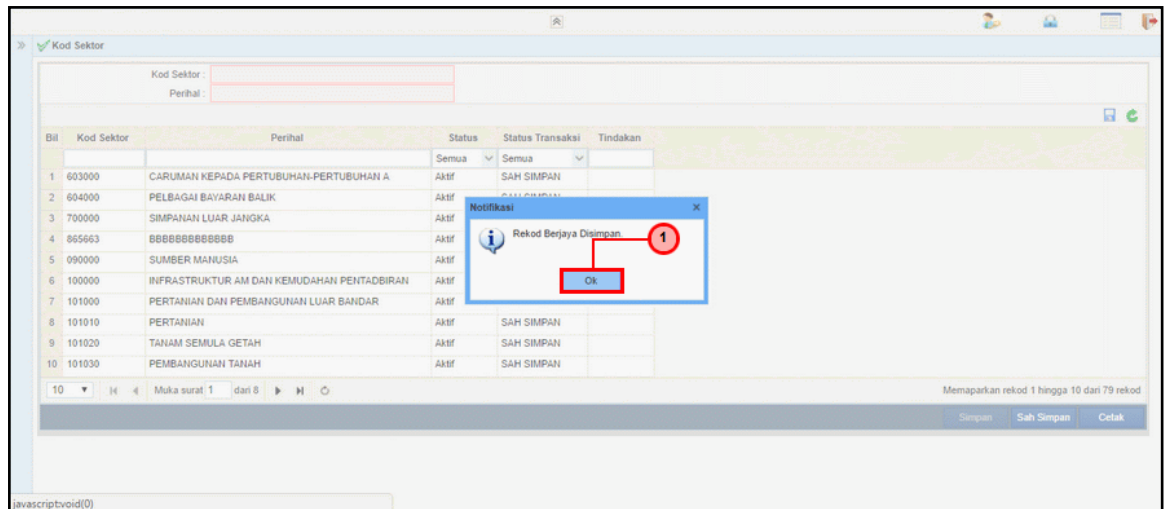 Kod Sektor
Kod Sektor :
Perihal :
Bil Kod Sektor Perihal Status Status Transaksi Tindakan
Semua Semua
1 603000 CARUMAN KEPADA PERTUBUHAN-PERTUBUHAN A Aktif SAH SIMPAN
2 604000 PELBAGAI BAYARAN BALIK Aktif SAH SIMPAN
3 700000 SIMPANAN LUAR JANGKA Aktif
4 865663 BBBBBBBBBBBBB Aktif
5 090000 SUMBER MANUSIA Aktif
6 100000 INFRASTRUKTUR AM DAN KEMUDAHAN PENTADBIRAN Aktif
7 101000 PERTANIAN DAN PEMBANGUNAN LUAR BANDAR Aktif
8 101010 PERTANIAN Aktif SAH SIMPAN
9 101020 TANAM SEMULA GETAH Aktif SAH SIMPAN
10 101030 PEMBANGUNAN TANAH Aktif SAH SIMPAN
Notifikasi x
Rekod Berjaya Disimpan.
1
Ok
10 Muka surat 1 dari 8 Memaparkan rekod 1 hingga 10 dari 79 rekod
Simpan Sah Simpan Cetak
javascript:void(0)